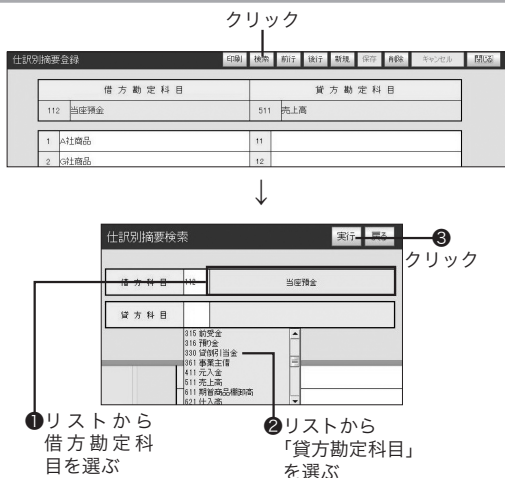 クリック
仕訳別摘要登録 印刷 検索 前行 後行 新規 保存 削除 キャンセル 閉じる
借方勘定科目 貸方勘定科目
112 当座預金 511 売上高
1 A社商品 11
2 G社商品 12
↓
仕訳別摘要検索 実行 戻る ❸
クリック
借方科目 112 当座預金
貸方科目
315 前受金
316 預り金
330 貸倒引当金
361 事業主借
411 元入金
511 売上高
611 期首商品棚卸高
621 仕入高
❶リストから
借方勘定科
目を選ぶ
❷リストから
「貸方勘定科目」
を選ぶ